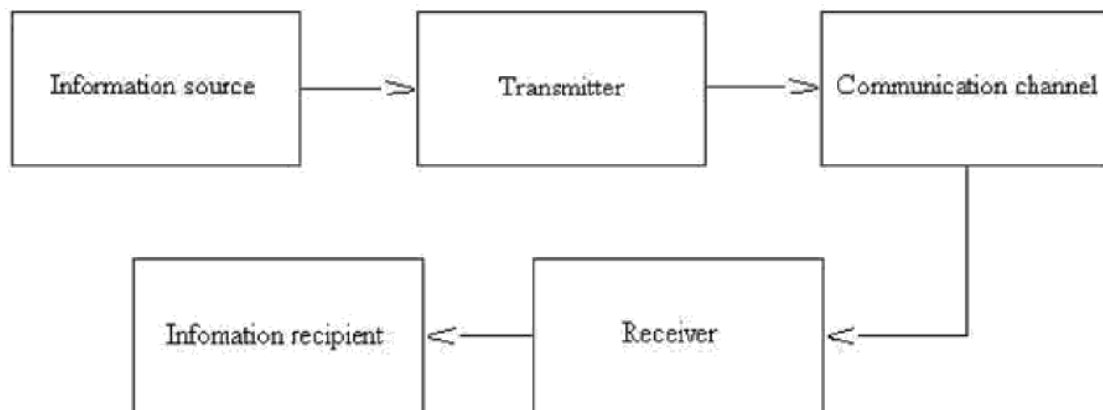 Information source
Transmitter
Communication channel
Infomation recipient
Receiver